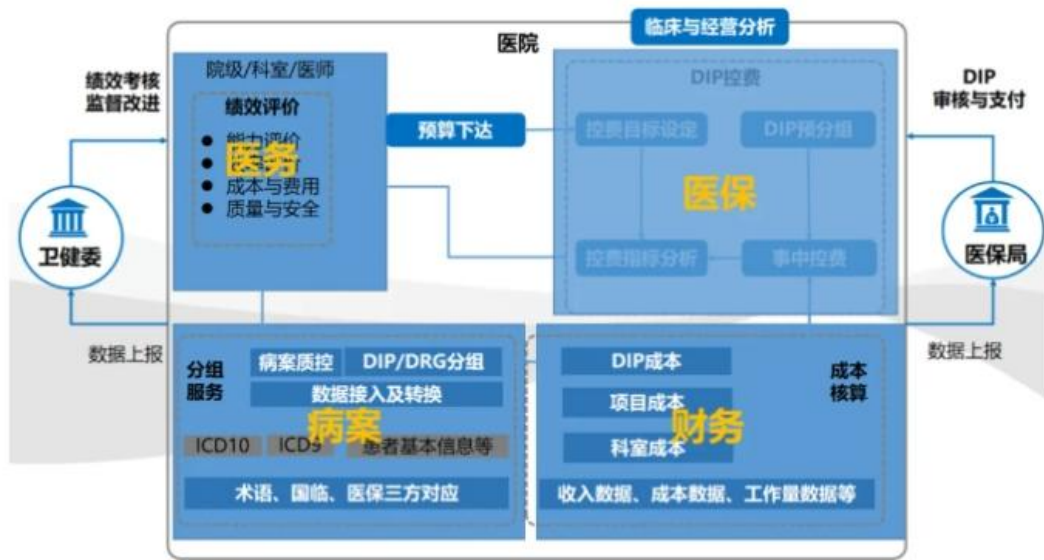 临床与经营分析
医院
绩效考核
监督改进
卫健委
数据上报
院级/科室/医师
绩效评价
能力评价
成本与费用
质量与安全
医务
预算下达
DIP控费
控费目标设定
DIP预分组
医保
控费指标分析
事中控费
DIP
审核与支付
医保局
数据上报
分组
服务
病案质控
DIP/DRG分组
数据接入及转换
病案
ICD10
ICD9
患者基本信息等
术语、国临、医保三方对应
DIP成本
项目成本
科室成本
财务
成本
核算
收入数据、成本数据、工作量数据等